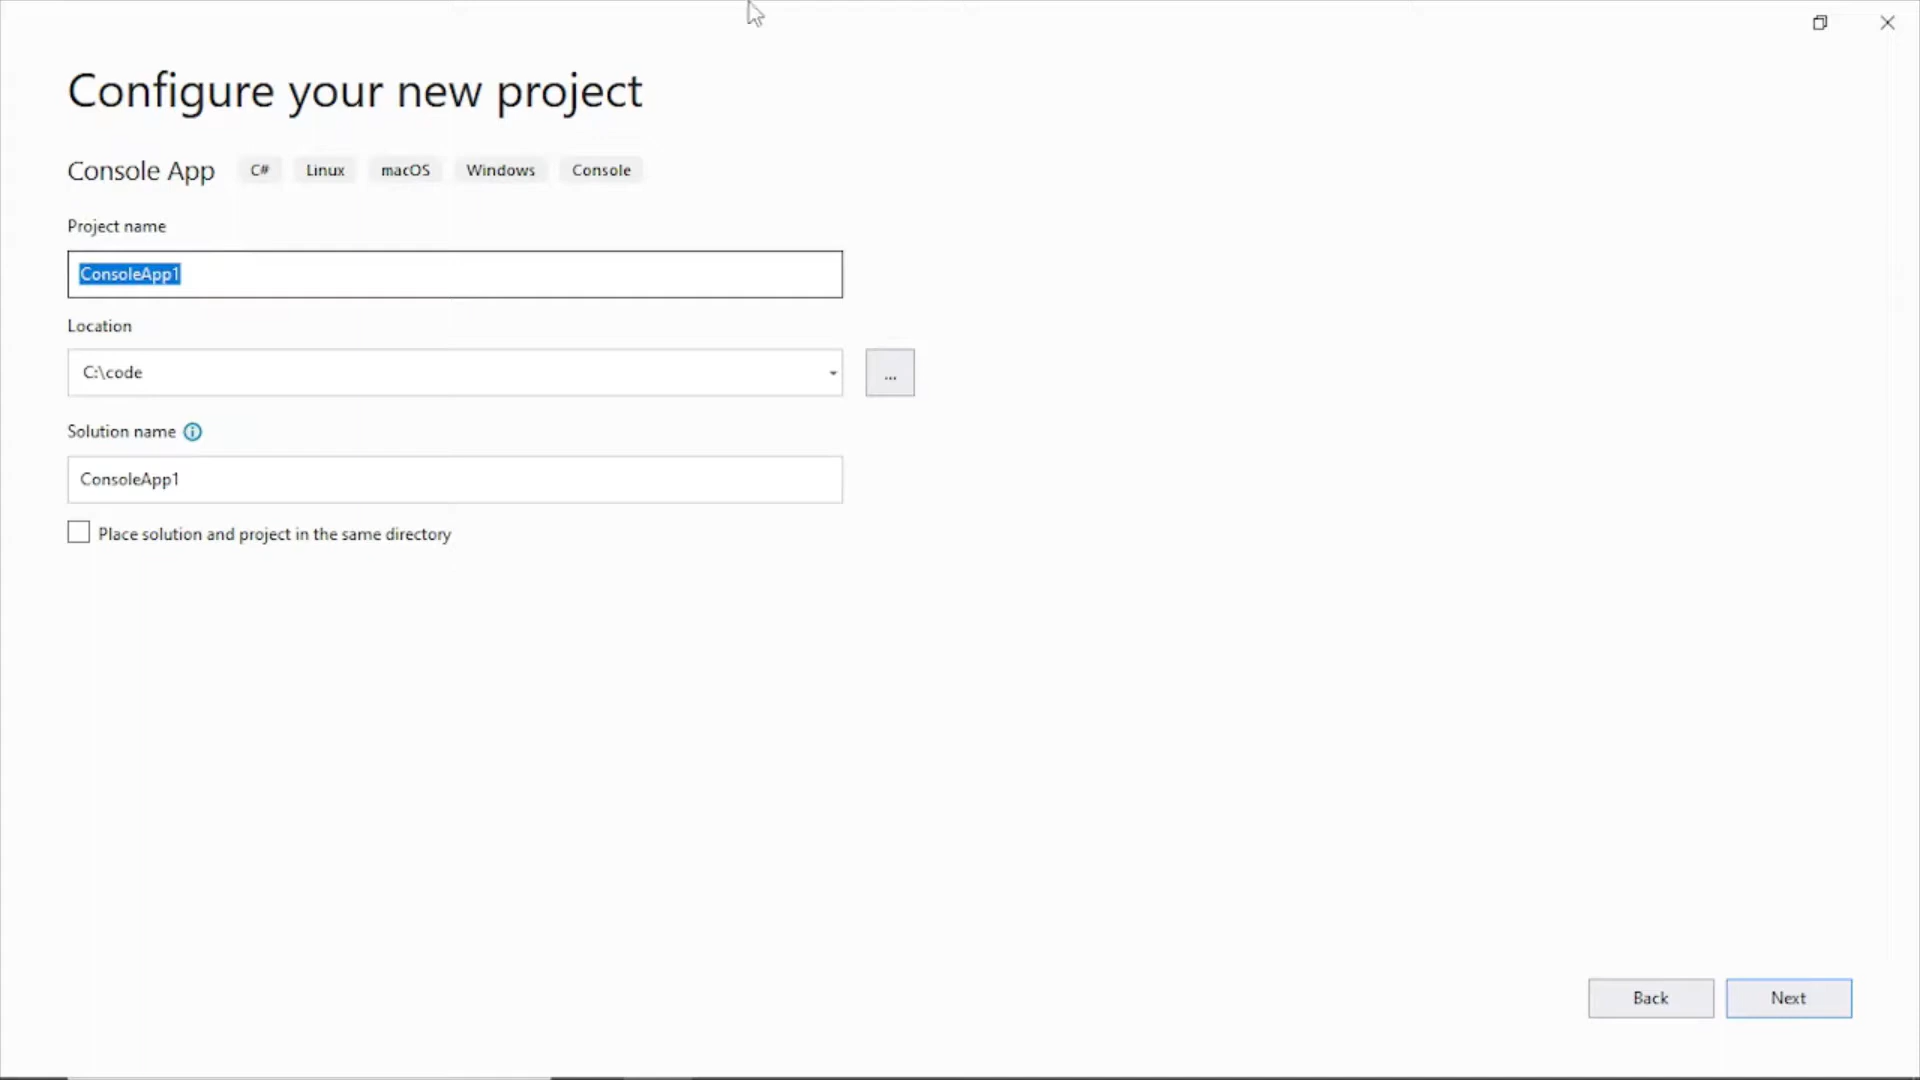 Configure your new project
Console App C# Linux macOS Windows Console
Project name
ConsoleApp1
Location
C:\code
...
Solution name
ConsoleApp1
Place solution and project in the same directory
Back Next